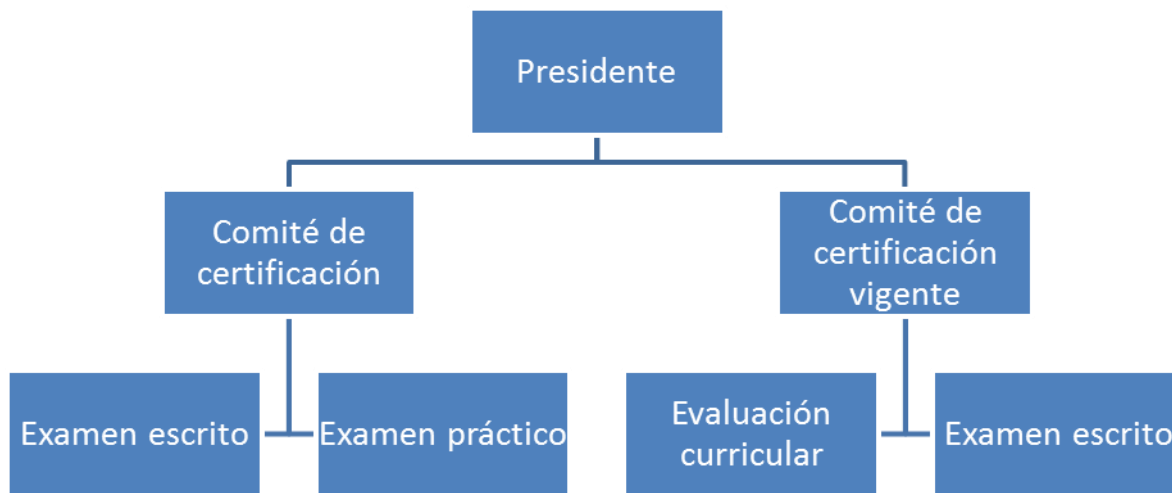 Presidente
Comité de
certificación
Comité de
certificación
vigente
Examen escrito
Examen práctico
Evaluación
curricular
Examen escrito